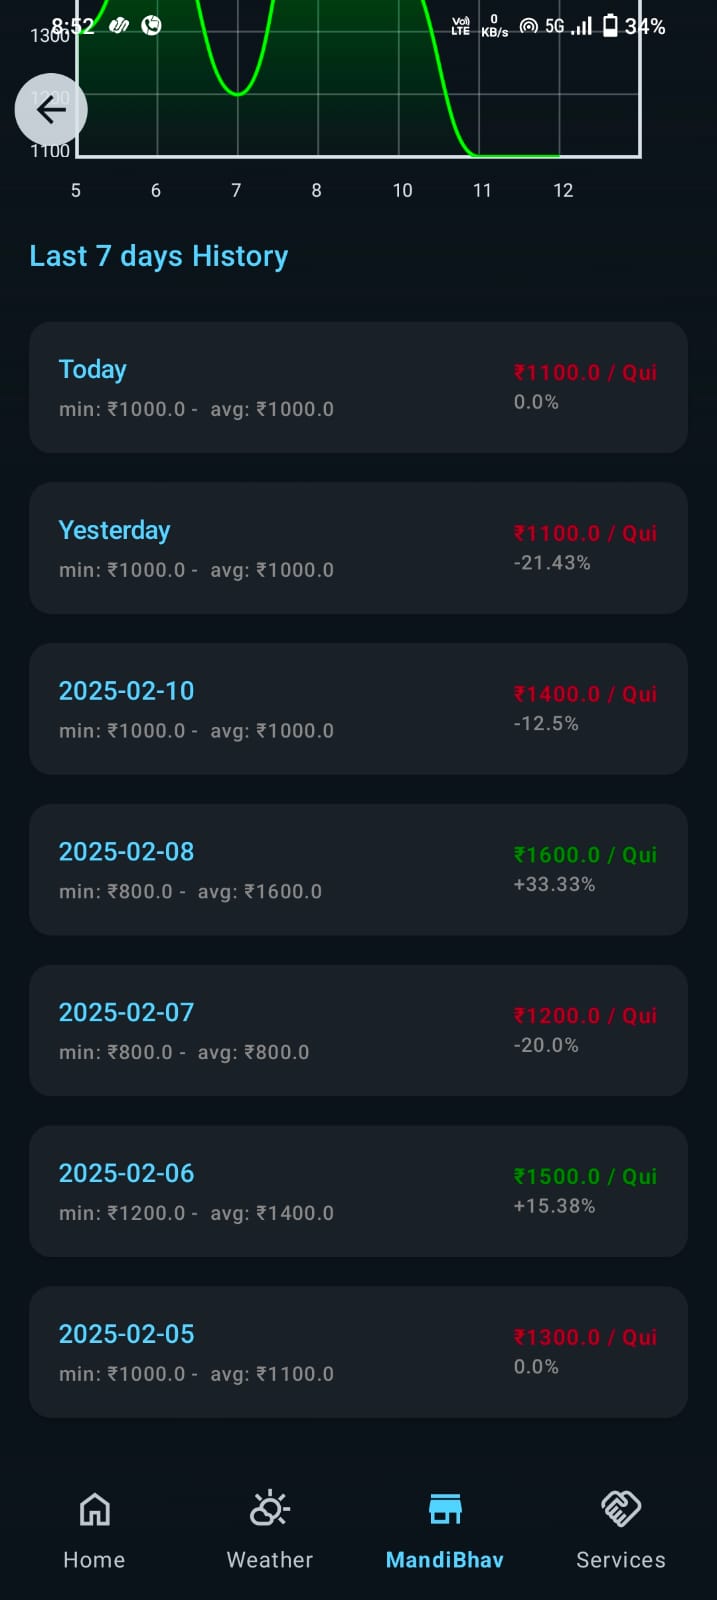 8:52 Vo) LTE 0 KB/s 5G 34%
1300
1200
1100
5 6 7 8 10 11 12
Last 7 days History
Today
₹1100.0 / Qui
min: ₹1000.0 - avg: ₹1000.0
0.0%
Yesterday
₹1100.0 / Qui
min: ₹1000.0 - avg: ₹1000.0
-21.43%
2025-02-10
₹1400.0 / Qui
min: ₹1000.0 - avg: ₹1000.0
-12.5%
2025-02-08
₹1600.0 / Qui
min: ₹800.0 - avg: ₹1600.0
+33.33%
2025-02-07
₹1200.0 / Qui
min: ₹800.0 - avg: ₹800.0
-20.0%
2025-02-06
₹1500.0 / Qui
min: ₹1200.0 - avg: ₹1400.0
+15.38%
2025-02-05
₹1300.0 / Qui
min: ₹1000.0 - avg: ₹1100.0
0.0%
Home Weather MandiBhav Services